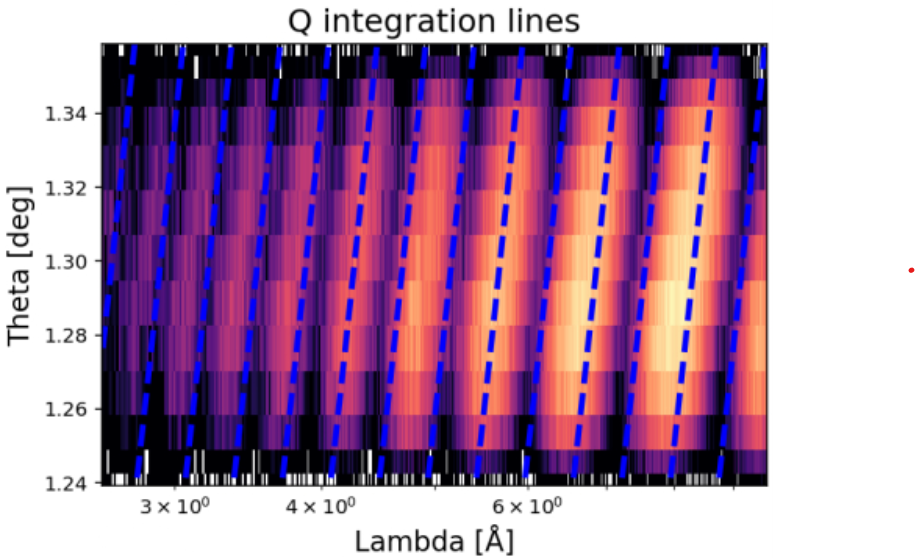 Q integration lines
Theta [deg]
1.34
1.32
1.30
1.28
1.26
1.24
3 × 10⁰
4 × 10⁰
6 × 10⁰
Lambda [Å]